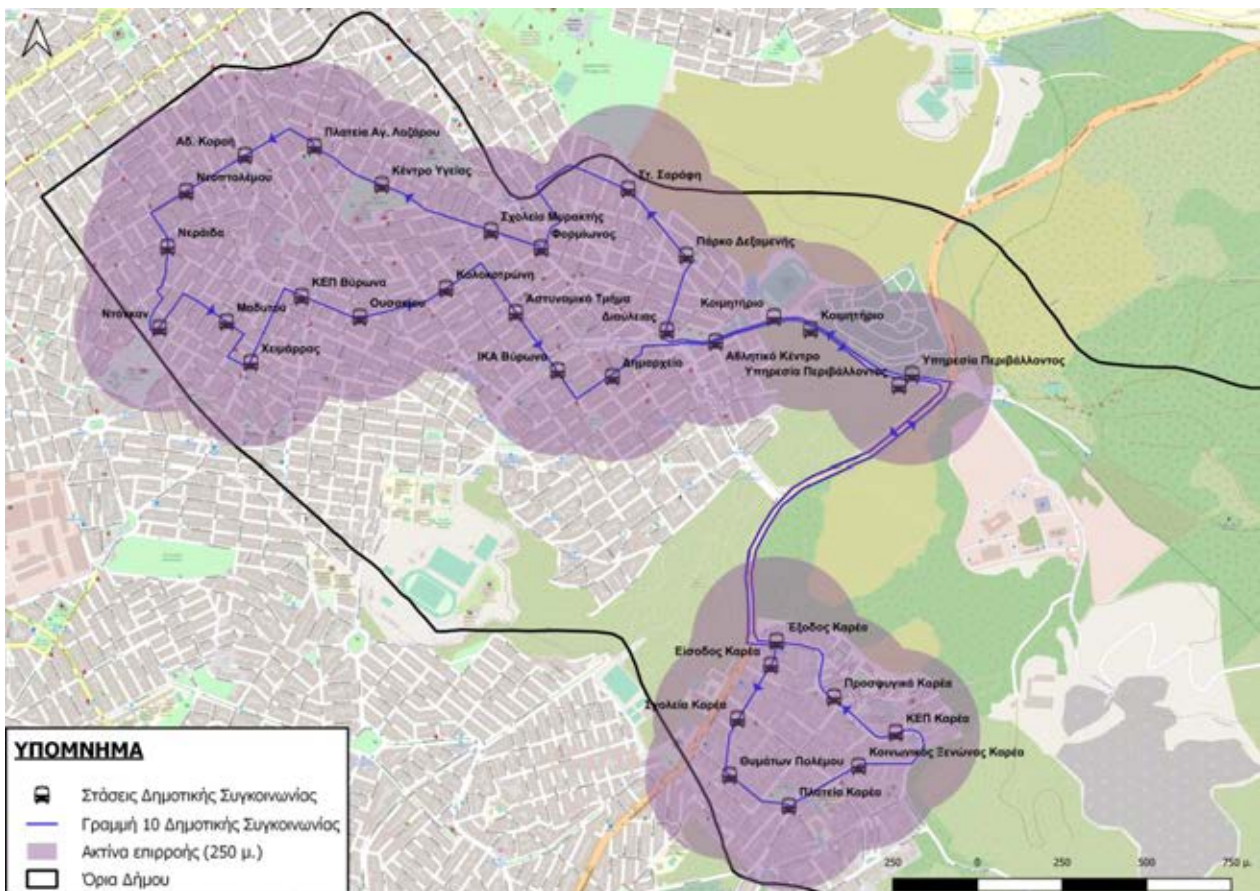 Πλατεία Αγ. Λαζάρου
Αδ. Κοραή
Κέντρο Υγείας
Στ. Σαράφη
Νεοπτολέμου
Σχολεία Μυρακτής
Φορμίωνος
Νεράιδα
Πάρκο Δεξαμενής
ΚΕΠ Βύρωνα
Κολοκοτρώνη
Αστυνομικό Τμήμα
Κοιμητήριο
Κοιμητήριο
Ντόυκαν
Μαδυτού
Ουσακίου
Διαύλειας
Χειμάρρας
ΙΚΑ Βύρωνα
Δημαρχείο
Αθλητικό Κέντρο
Υπηρεσία Περιβάλλοντος
Υπηρεσία Περιβάλλοντος
Έξοδος Καρέα
Είσοδος Καρέα
Προσφυγικά Καρέα
Σχολεία Καρέα
ΚΕΠ Καρέα
Κοινωνικός Ξενώνας Καρέα
Θυμάτων Πολέμου
Πλατεία Καρέα
ΥΠΟΜΝΗΜΑ
Στάσεις Δημοτικής Συγκοινωνίας
Γραμμή 10 Δημοτικής Συγκοινωνίας
Ακτίνα επιρροής (250 μ.)
Όρια Δήμου
250 0 250 500 750 μ.